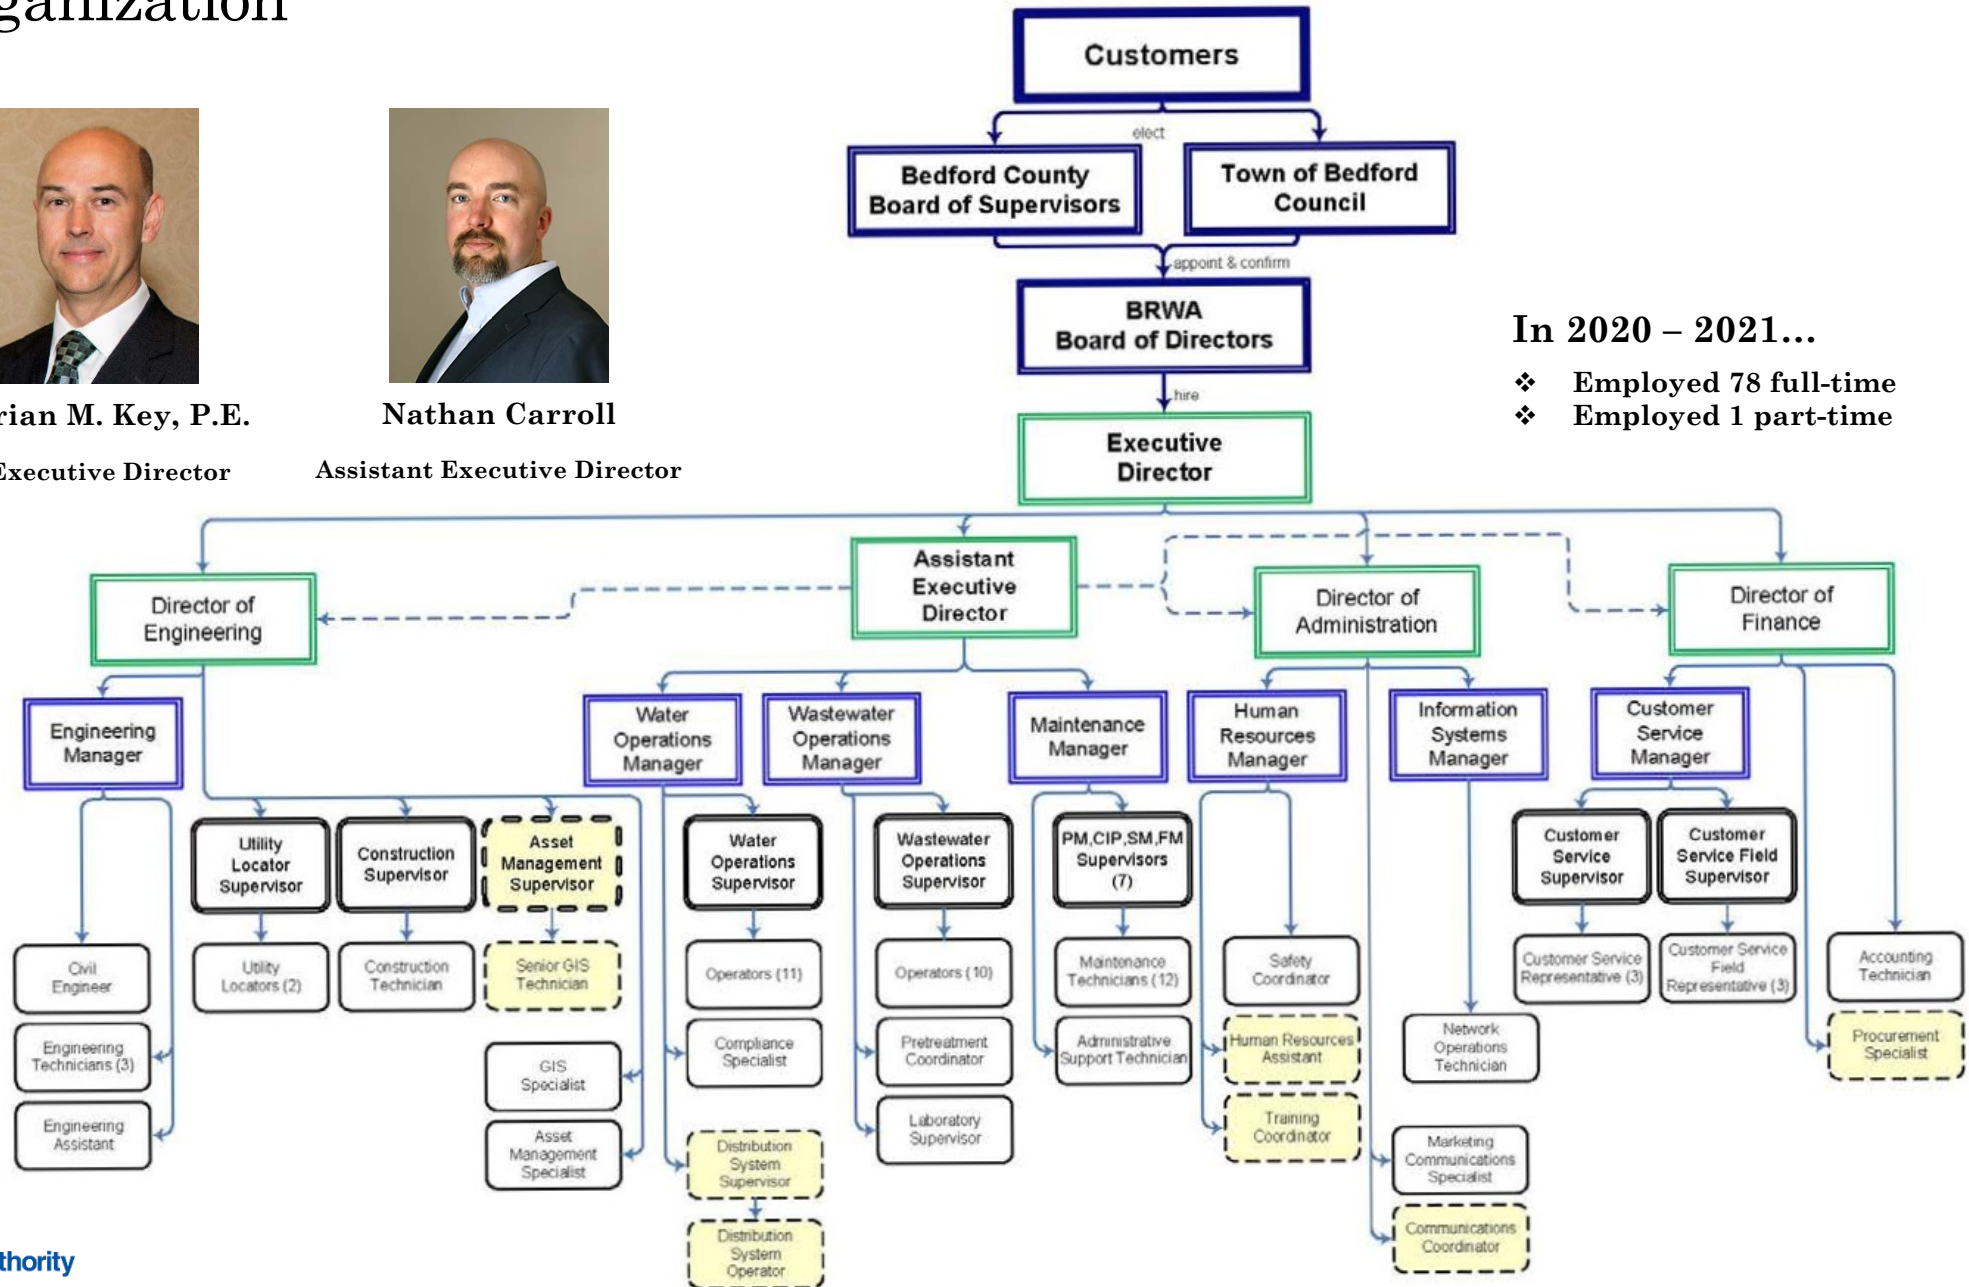 Customers
elect
Bedford County
Board of Supervisors
Town of Bedford
Council
appoint & confirm
BRWA
Board of Directors
In 2020 – 2021…
❖ Employed 78 full-time
❖ Employed 1 part-time
hire
Executive
Director
rian M. Key, P.E.
Executive Director
Nathan Carroll
Assistant Executive Director
Director of
Engineering
Assistant
Executive
Director
Director of
Administration
Director of
Finance
Engineering
Manager
Water
Operations
Manager
Wastewater
Operations
Manager
Maintenance
Manager
Human
Resources
Manager
Information
Systems
Manager
Customer
Service
Manager
Utility
Locator
Supervisor
Construction
Supervisor
Asset
Management
Supervisor
Water
Operations
Supervisor
Wastewater
Operations
Supervisor
PM,CIP,SM,FM
Supervisors
(7)
Customer
Service
Supervisor
Customer
Service Field
Supervisor
Civil
Engineer
Utility
Locators (2)
Construction
Technician
Senior GIS
Technician
Operators (11)
Operators (10)
Maintenance
Technicians (12)
Safety
Coordinator
Customer Service
Representative (3)
Customer Service
Field
Representative (3)
Accounting
Technician
Engineering
Technicians (3)
GIS
Specialist
Compliance
Specialist
Pretreatment
Coordinator
Administrative
Support Technician
Human Resources
Assistant
Network
Operations
Technician
Procurement
Specialist
Engineering
Assistant
Asset
Management
Specialist
Distribution
System
Supervisor
Laboratory
Supervisor
Training
Coordinator
Marketing
Communications
Specialist
Distribution
System
Operator
Communications
Coordinator